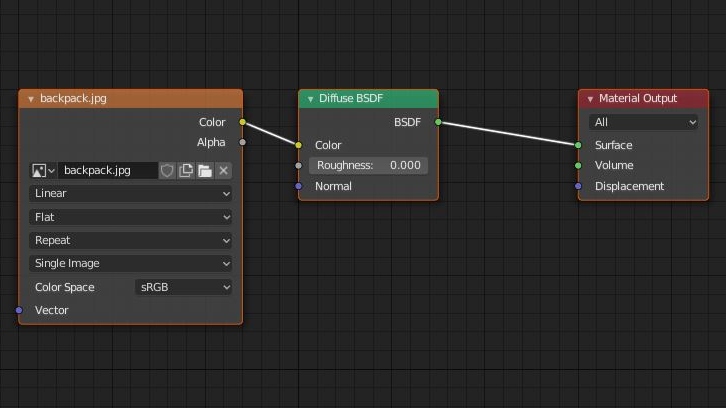 backpack.jpg
Color
Alpha
backpack.jpg
Linear
Flat
Repeat
Single Image
Color Space sRGB
Vector
Diffuse BSDF
BSDF
Color
Roughness: 0.000
Normal
Material Output
All
Surface
Volume
Displacement